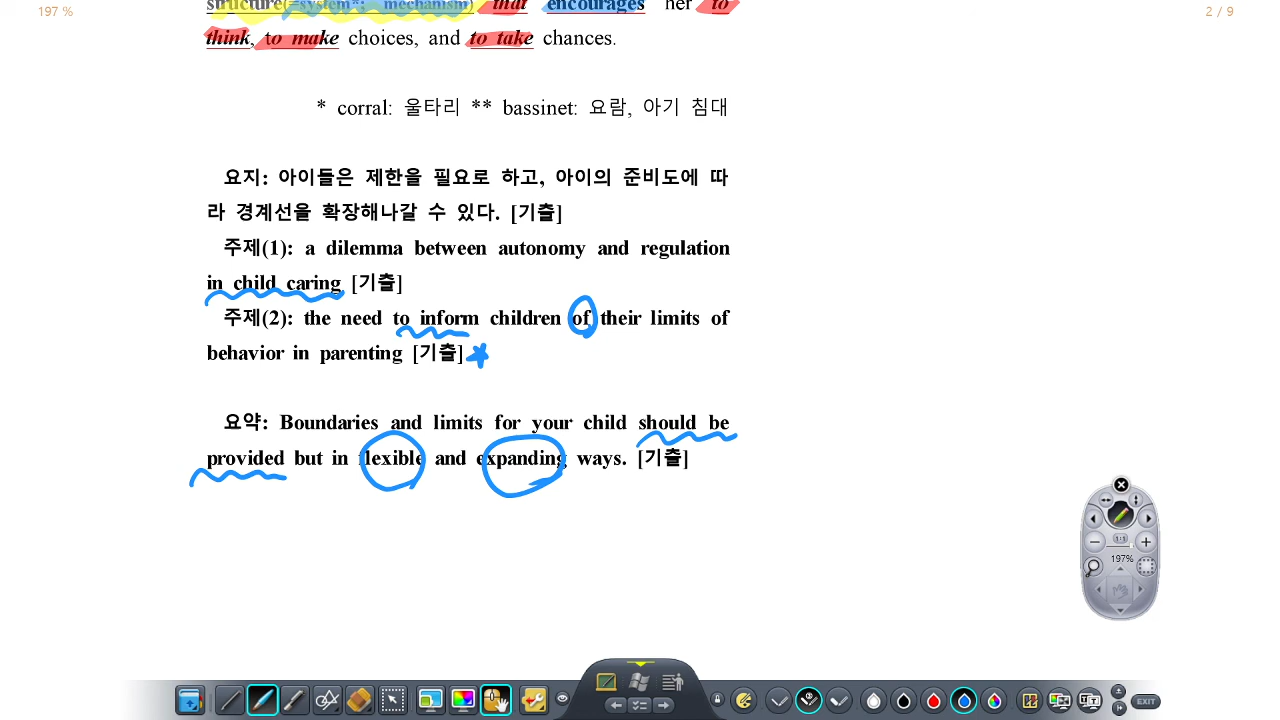 197 %
2 / 9
structure(=system*; mechanism) that encourages her to
think, to make choices, and to take chances.
* corral: 울타리 ** bassinet: 요람, 아기 침대
요지: 아이들은 제한을 필요로 하고, 아이의 준비도에 따
라 경계선을 확장해나갈 수 있다. [기출]
주제(1): a dilemma between autonomy and regulation
in child caring [기출]
주제(2): the need to inform children of their limits of
behavior in parenting [기출]
요약: Boundaries and limits for your child should be
provided but in flexible and expanding ways. [기출]
1:1
197%
EXIT